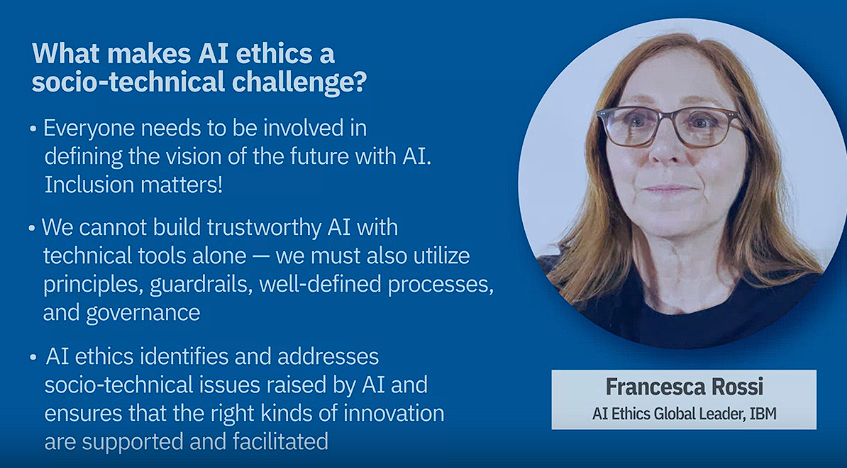 What makes AI ethics a
socio-technical challenge?
• Everyone needs to be involved in
defining the vision of the future with AI.
Inclusion matters!
• We cannot build trustworthy AI with
technical tools alone — we must also utilize
principles, guardrails, well-defined processes,
and governance
• AI ethics identifies and addresses
socio-technical issues raised by AI and
ensures that the right kinds of innovation
are supported and facilitated
Francesca Rossi
AI Ethics Global Leader, IBM